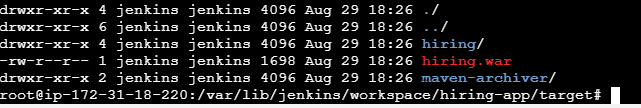 drwxr-xr-x 4 jenkins jenkins 4096 Aug 29 18:26 ./
drwxr-xr-x 6 jenkins jenkins 4096 Aug 29 18:26 ../
drwxr-xr-x 4 jenkins jenkins 4096 Aug 29 18:26 hiring/
-rw-r--r-- 1 jenkins jenkins 1698 Aug 29 18:26 hiring.war
drwxr-xr-x 2 jenkins jenkins 4096 Aug 29 18:26 maven-archiver/
root@ip-172-31-18-220:/var/lib/jenkins/workspace/hiring-app/target#